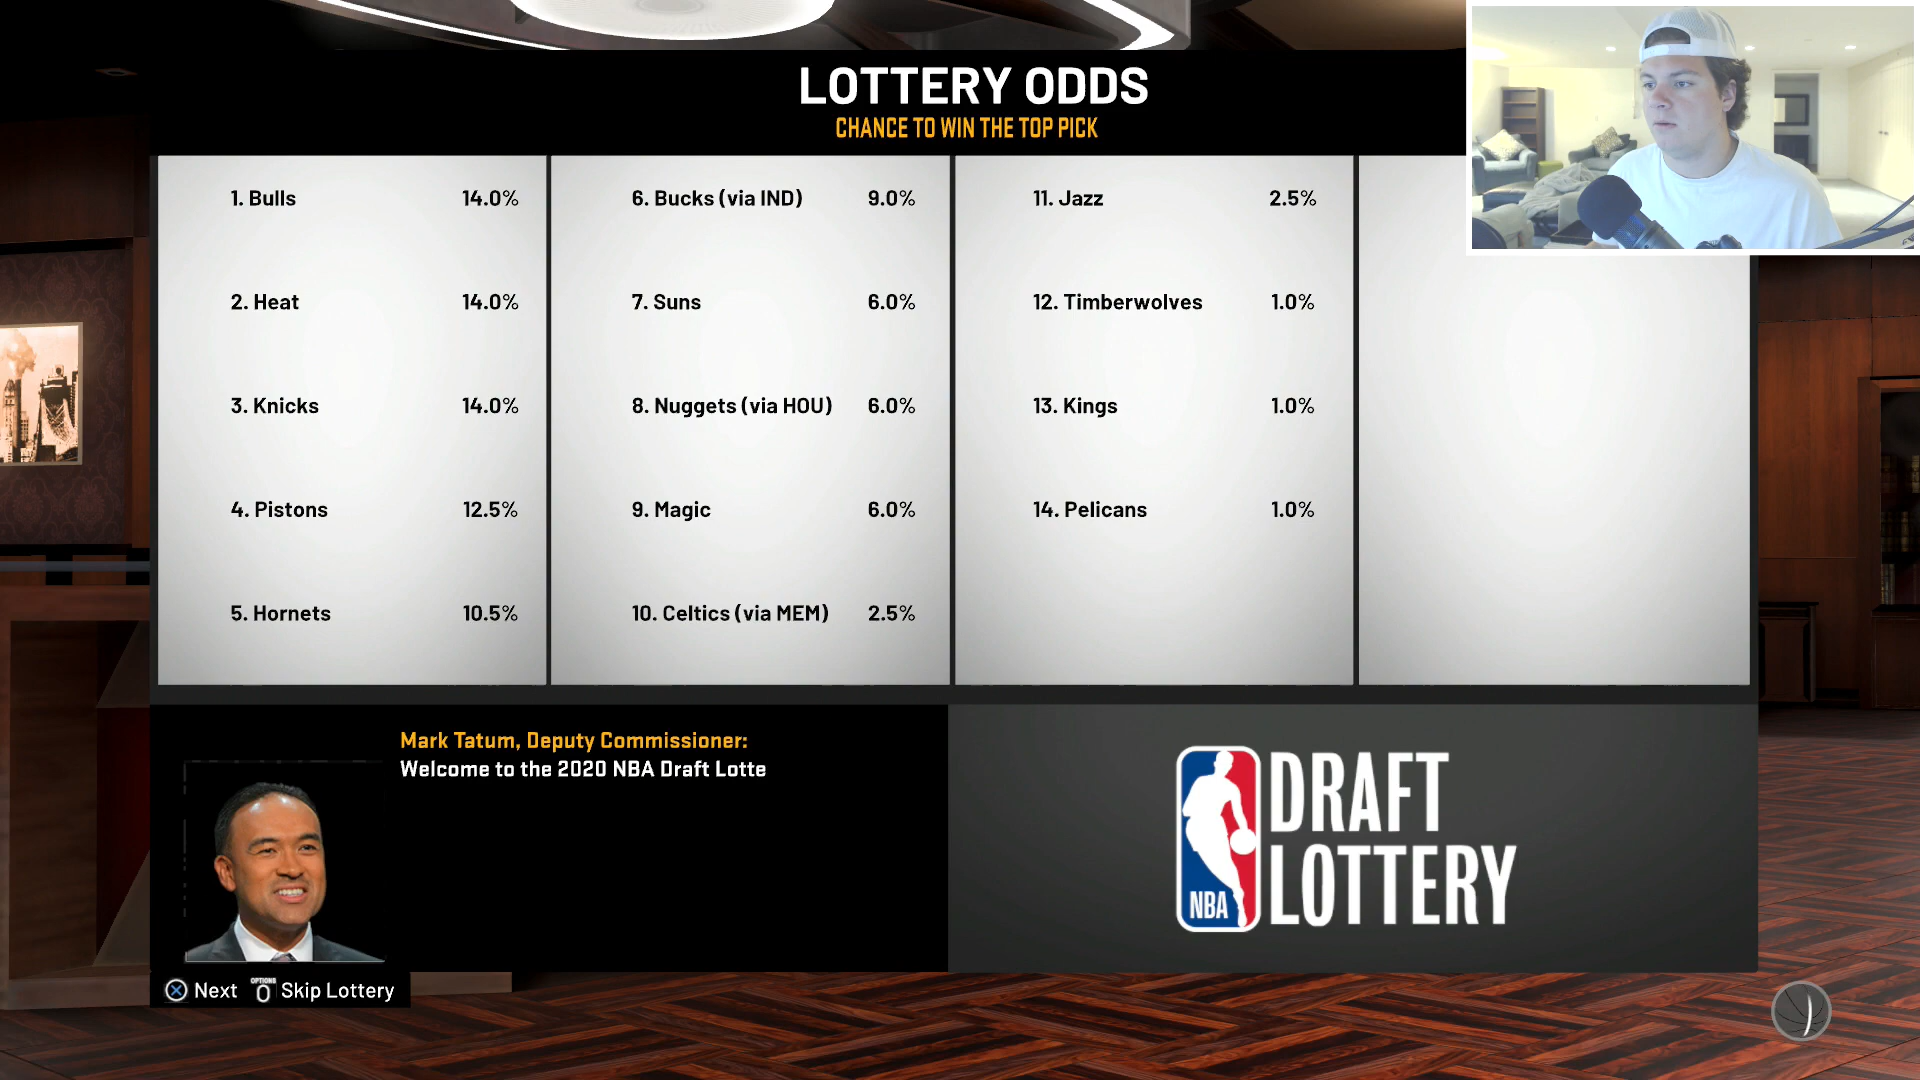 LOTTERY ODDS
CHANCE TO WIN THE TOP PICK
1. Bulls 14.0%
2. Heat 14.0%
3. Knicks 14.0%
4. Pistons 12.5%
5. Hornets 10.5%
6. Bucks (via IND) 9.0%
7. Suns 6.0%
8. Nuggets (via HOU) 6.0%
9. Magic 6.0%
10. Celtics (via MEM) 2.5%
11. Jazz 2.5%
12. Timberwolves 1.0%
13. Kings 1.0%
14. Pelicans 1.0%
Mark Tatum, Deputy Commissioner:
Welcome to the 2020 NBA Draft Lotte
NBA
DRAFT
LOTTERY
Next OPTIONS Skip Lottery